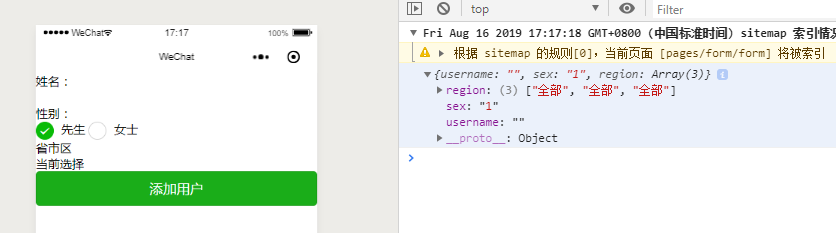 ●●●●● WeChat 17:17 100%
WeChat
姓名：
性别：
先生 女士
省市区
当前选择
添加用户
top Filter
▼ Fri Aug 16 2019 17:17:18 GMT+0800 (中国标准时间) sitemap 索引情况
▶ 根据 sitemap 的规则[0]，当前页面 [pages/form/form] 将被索引
▼ {username: "", sex: "1", region: Array(3)} i
▶ region: (3) ["全部", "全部", "全部"]
sex: "1"
username: ""
▶ __proto__: Object
>